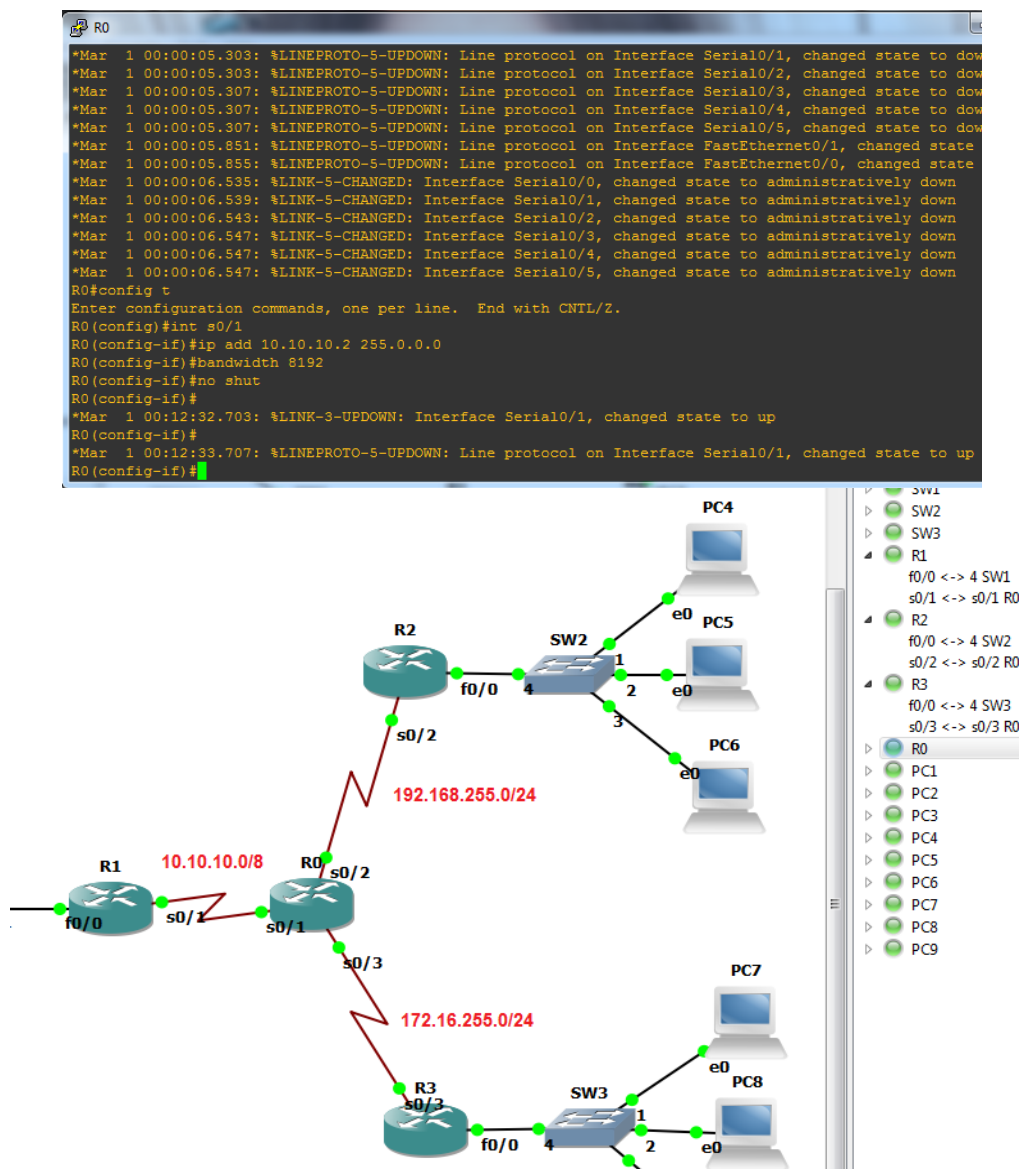 R0
*Mar  1 00:00:05.303: %LINEPROTO-5-UPDOWN: Line protocol on Interface Serial0/1, changed state to dow
*Mar  1 00:00:05.303: %LINEPROTO-5-UPDOWN: Line protocol on Interface Serial0/2, changed state to dow
*Mar  1 00:00:05.307: %LINEPROTO-5-UPDOWN: Line protocol on Interface Serial0/3, changed state to dow
*Mar  1 00:00:05.307: %LINEPROTO-5-UPDOWN: Line protocol on Interface Serial0/4, changed state to dow
*Mar  1 00:00:05.307: %LINEPROTO-5-UPDOWN: Line protocol on Interface Serial0/5, changed state to dow
*Mar  1 00:00:05.851: %LINEPROTO-5-UPDOWN: Line protocol on Interface FastEthernet0/1, changed state
*Mar  1 00:00:05.855: %LINEPROTO-5-UPDOWN: Line protocol on Interface FastEthernet0/0, changed state
*Mar  1 00:00:06.535: %LINK-5-CHANGED: Interface Serial0/0, changed state to administratively down
*Mar  1 00:00:06.539: %LINK-5-CHANGED: Interface Serial0/1, changed state to administratively down
*Mar  1 00:00:06.543: %LINK-5-CHANGED: Interface Serial0/2, changed state to administratively down
*Mar  1 00:00:06.547: %LINK-5-CHANGED: Interface Serial0/3, changed state to administratively down
*Mar  1 00:00:06.547: %LINK-5-CHANGED: Interface Serial0/4, changed state to administratively down
*Mar  1 00:00:06.547: %LINK-5-CHANGED: Interface Serial0/5, changed state to administratively down
R0#config t
Enter configuration commands, one per line.  End with CNTL/Z.
R0(config)#int s0/1
R0(config-if)#ip add 10.10.10.2 255.0.0.0
R0(config-if)#bandwidth 8192
R0(config-if)#no shut
R0(config-if)#
*Mar  1 00:12:32.703: %LINK-3-UPDOWN: Interface Serial0/1, changed state to up
R0(config-if)#
*Mar  1 00:12:33.707: %LINEPROTO-5-UPDOWN: Line protocol on Interface Serial0/1, changed state to up
R0(config-if)#
PC4
e0
PC5
R2
SW2
1
f0/0
4
2
e0
3
s0/2
PC6
e0
192.168.255.0/24
R1
10.10.10.0/8
R0
s0/2
f0/0
s0/1
s0/1
s0/3
PC7
172.16.255.0/24
e0
PC8
R3
s0/3
SW3
1
f0/0
4
2
e0
SW1
SW2
SW3
R1
f0/0 <-> 4 SW1
s0/1 <-> s0/1 R0
R2
f0/0 <-> 4 SW2
s0/2 <-> s0/2 R0
R3
f0/0 <-> 4 SW3
s0/3 <-> s0/3 R0
R0
PC1
PC2
PC3
PC4
PC5
PC6
PC7
PC8
PC9